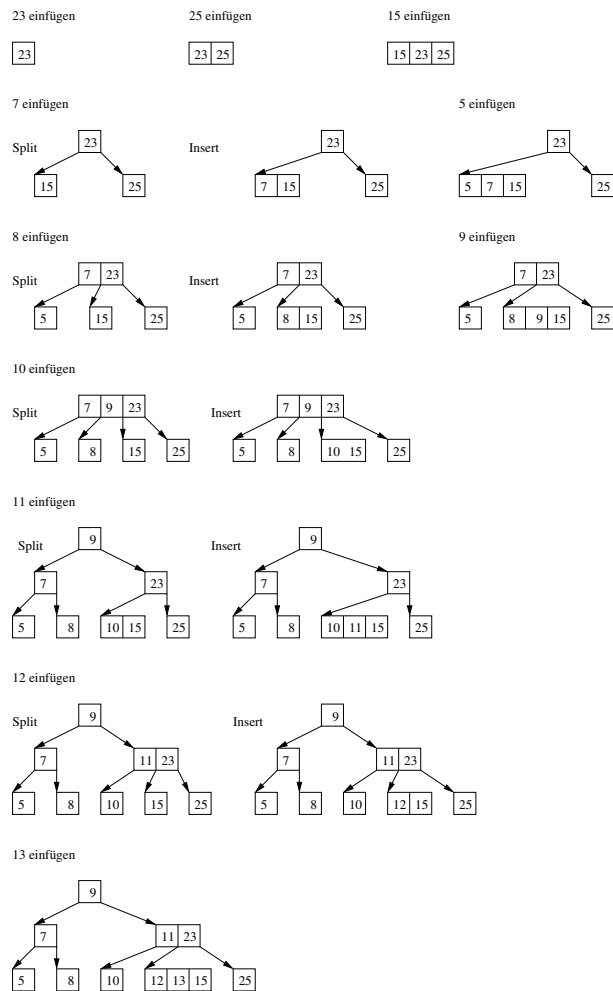 23 einfügen 25 einfügen 15 einfügen
23 23 25 15 23 25
7 einfügen 5 einfügen
Split 23 Insert 23 23
15 25 7 15 25 5 7 15 25
8 einfügen 9 einfügen
Split 7 23 Insert 7 23 7 23
5 15 25 5 8 15 25 5 8 9 15 25
10 einfügen
Split 7 9 23 Insert 7 9 23
5 8 15 25 5 8 10 15 25
11 einfügen
Split 9 Insert 9
7 23 7 23
5 8 10 15 25 5 8 10 11 15 25
12 einfügen
Split 9 Insert 9
7 11 23 7 11 23
5 8 10 15 25 5 8 10 12 15 25
13 einfügen
9
7 11 23
5 8 10 12 13 15 25